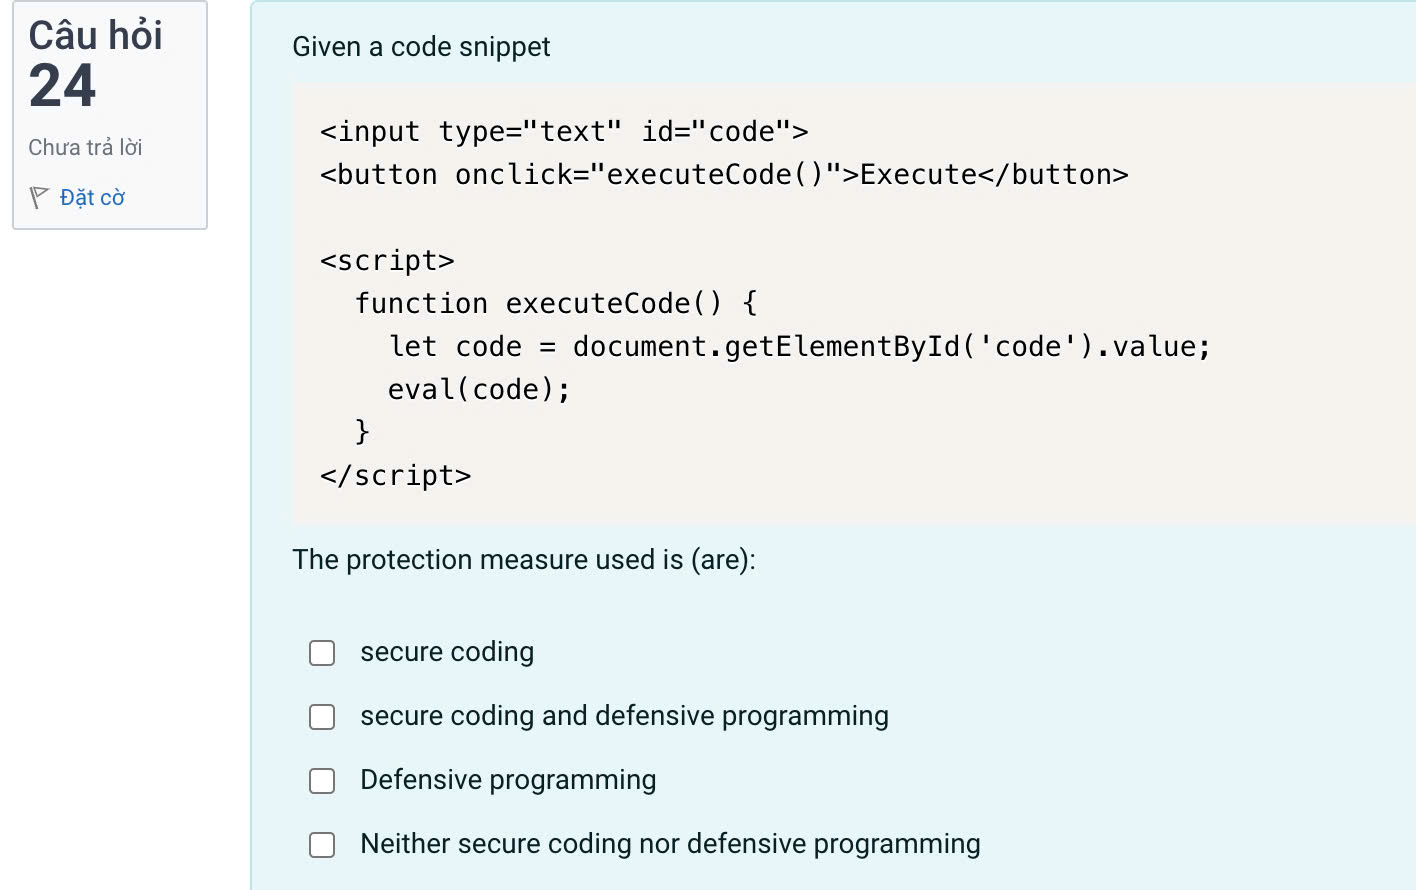 Câu hỏi
24
Chưa trả lời
Đặt cờ
Given a code snippet
<input type="text" id="code">
<button onclick="executeCode()">Execute</button>
<script>
  function executeCode() {
    let code = document.getElementById('code').value;
    eval(code);
  }
</script>
The protection measure used is (are):
secure coding
secure coding and defensive programming
Defensive programming
Neither secure coding nor defensive programming